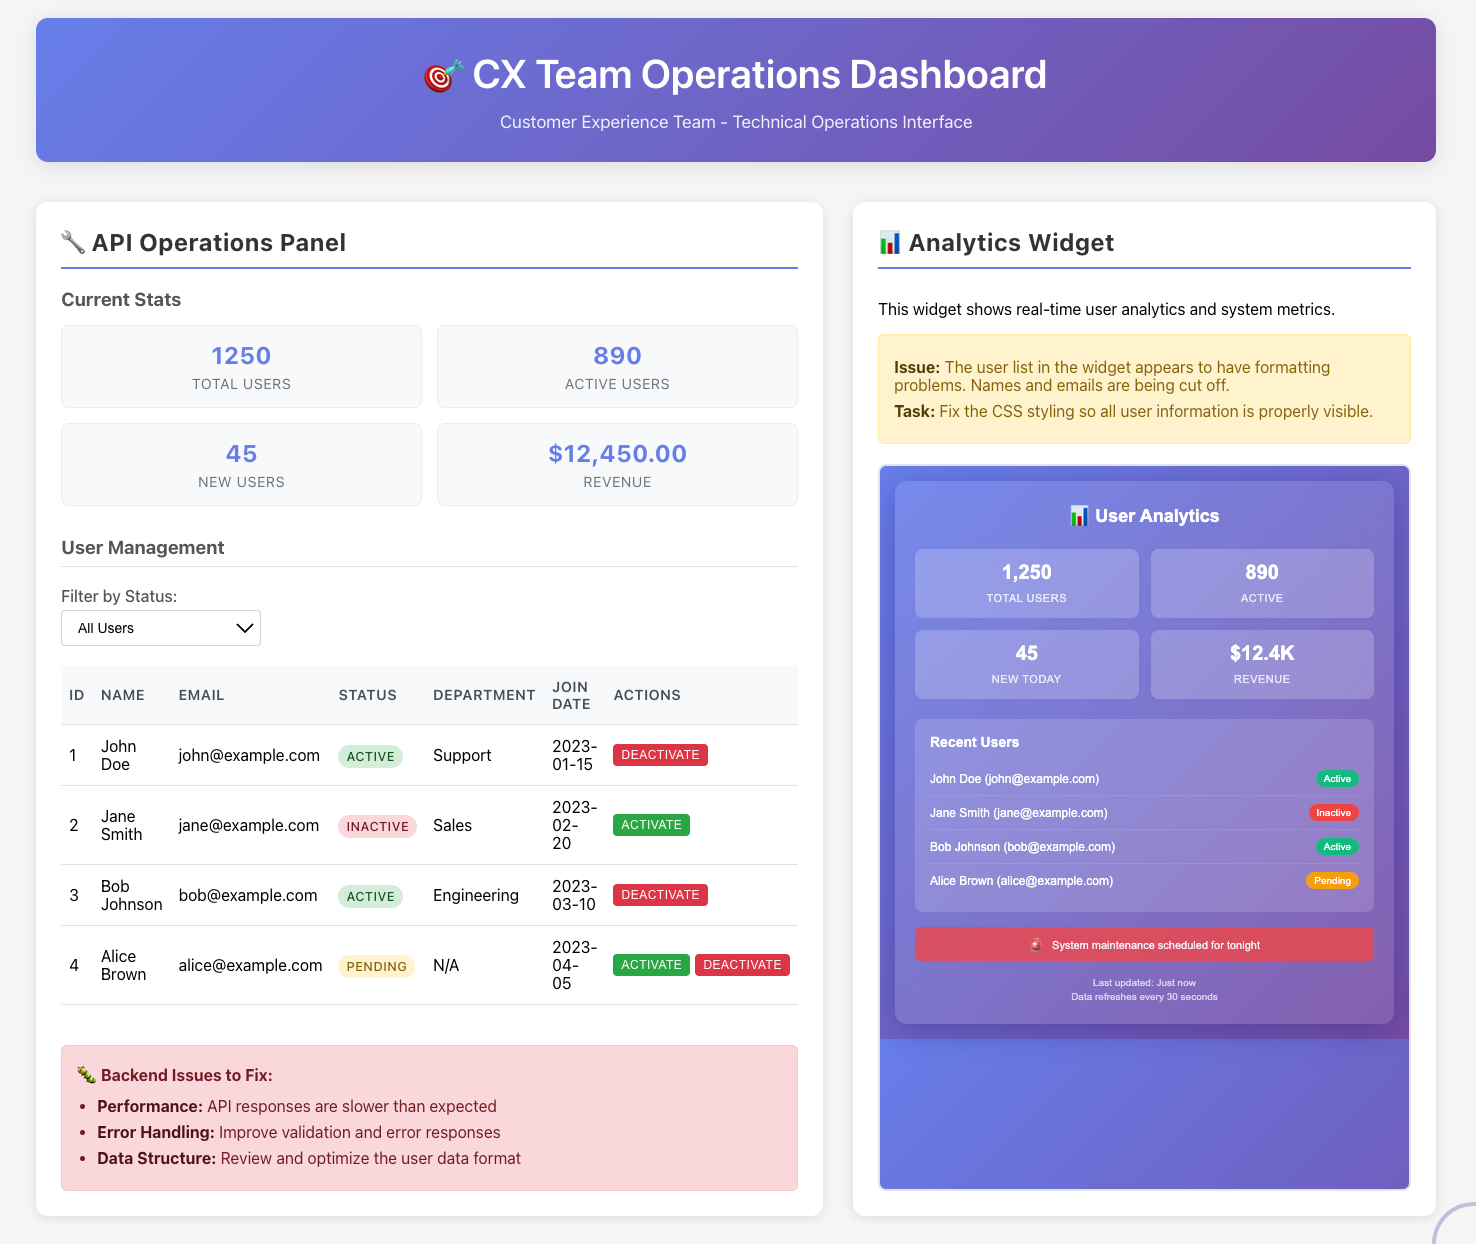 🎯 CX Team Operations Dashboard
Customer Experience Team - Technical Operations Interface
🔧 API Operations Panel
Current Stats
1250
TOTAL USERS
890
ACTIVE USERS
45
NEW USERS
$12,450.00
REVENUE
User Management
Filter by Status:
All Users
ID NAME EMAIL STATUS DEPARTMENT JOIN DATE ACTIONS
1 John Doe john@example.com ACTIVE Support 2023-01-15 DEACTIVATE
2 Jane Smith jane@example.com INACTIVE Sales 2023-02-20 ACTIVATE
3 Bob Johnson bob@example.com ACTIVE Engineering 2023-03-10 DEACTIVATE
4 Alice Brown alice@example.com PENDING N/A 2023-04-05 ACTIVATE DEACTIVATE
🐛 Backend Issues to Fix:
• Performance: API responses are slower than expected
• Error Handling: Improve validation and error responses
• Data Structure: Review and optimize the user data format
📊 Analytics Widget
This widget shows real-time user analytics and system metrics.
Issue: The user list in the widget appears to have formatting
problems. Names and emails are being cut off.
Task: Fix the CSS styling so all user information is properly visible.
📊 User Analytics
1,250
TOTAL USERS
890
ACTIVE
45
NEW TODAY
$12.4K
REVENUE
Recent Users
John Doe (john@example.com) Active
Jane Smith (jane@example.com) Inactive
Bob Johnson (bob@example.com) Active
Alice Brown (alice@example.com) Pending
🚨 System maintenance scheduled for tonight
Last updated: Just now
Data refreshes every 30 seconds